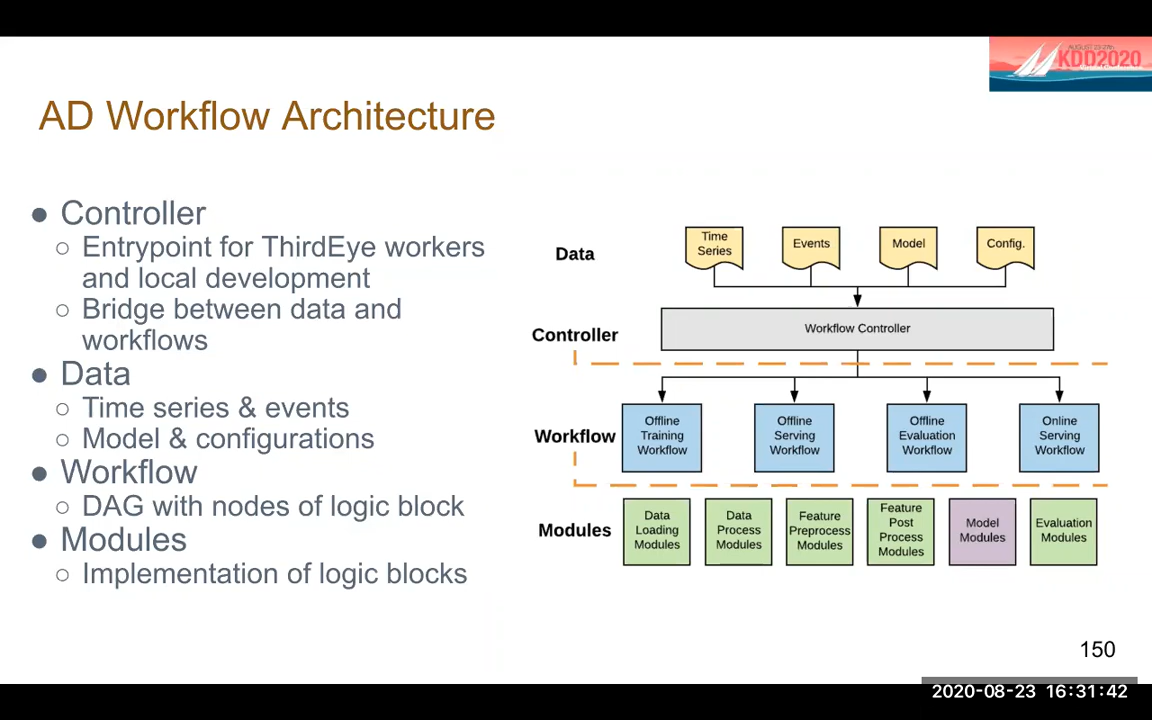 AUGUST 23-27TH
KDD2020
AD Workflow Architecture
● Controller
○ Entrypoint for ThirdEye workers
and local development
○ Bridge between data and
workflows
● Data
○ Time series & events
○ Model & configurations
● Workflow
○ DAG with nodes of logic block
● Modules
○ Implementation of logic blocks
Data
Time
Series
Events
Model
Config.
Controller
Workflow Controller
Workflow
Offline
Training
Workflow
Offline
Serving
Workflow
Offline
Evaluation
Workflow
Online
Serving
Workflow
Modules
Data
Loading
Modules
Data
Process
Modules
Feature
Preprocess
Modules
Feature
Post
Process
Modules
Model
Modules
Evaluation
Modules
150
2020-08-23 16:31:42